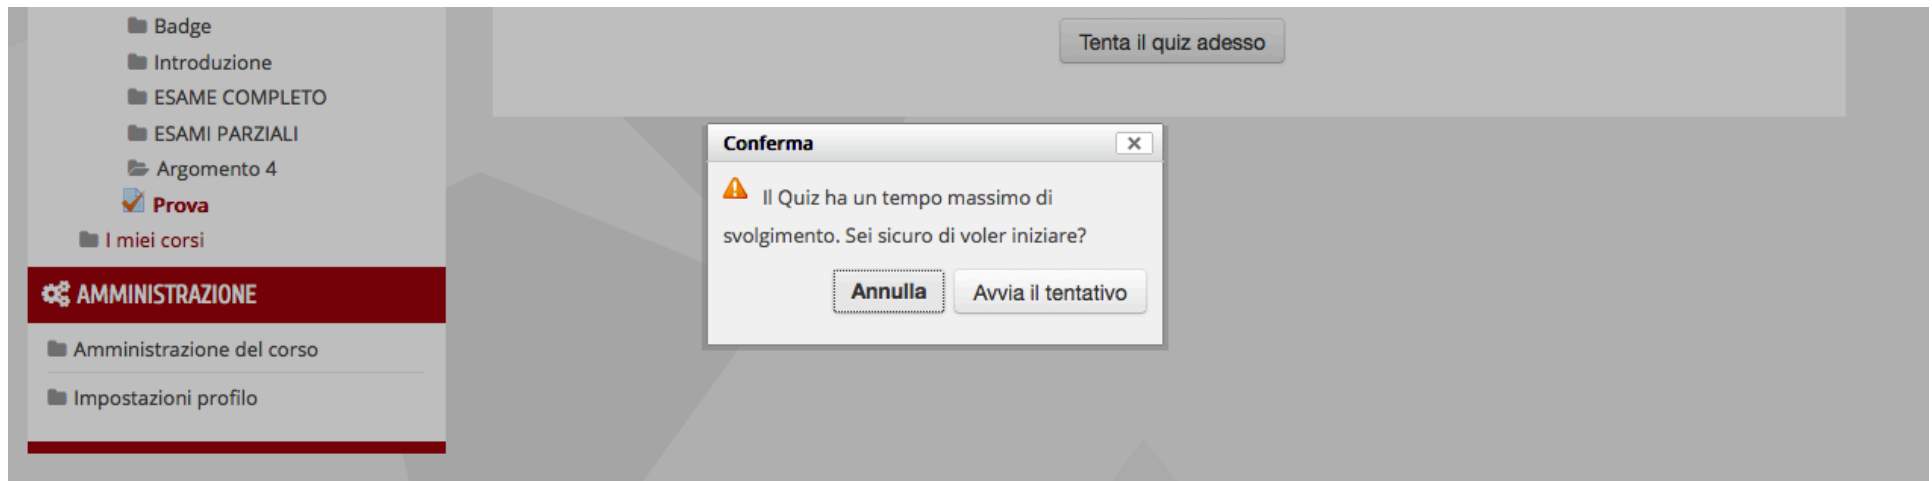 Badge
Introduzione
ESAME COMPLETO
ESAMI PARZIALI
Argomento 4
Prova
I miei corsi
AMMINISTRAZIONE
Amministrazione del corso
Impostazioni profilo
Tenta il quiz adesso
Conferma
Il Quiz ha un tempo massimo di
svolgimento. Sei sicuro di voler iniziare?
Annulla
Avvia il tentativo